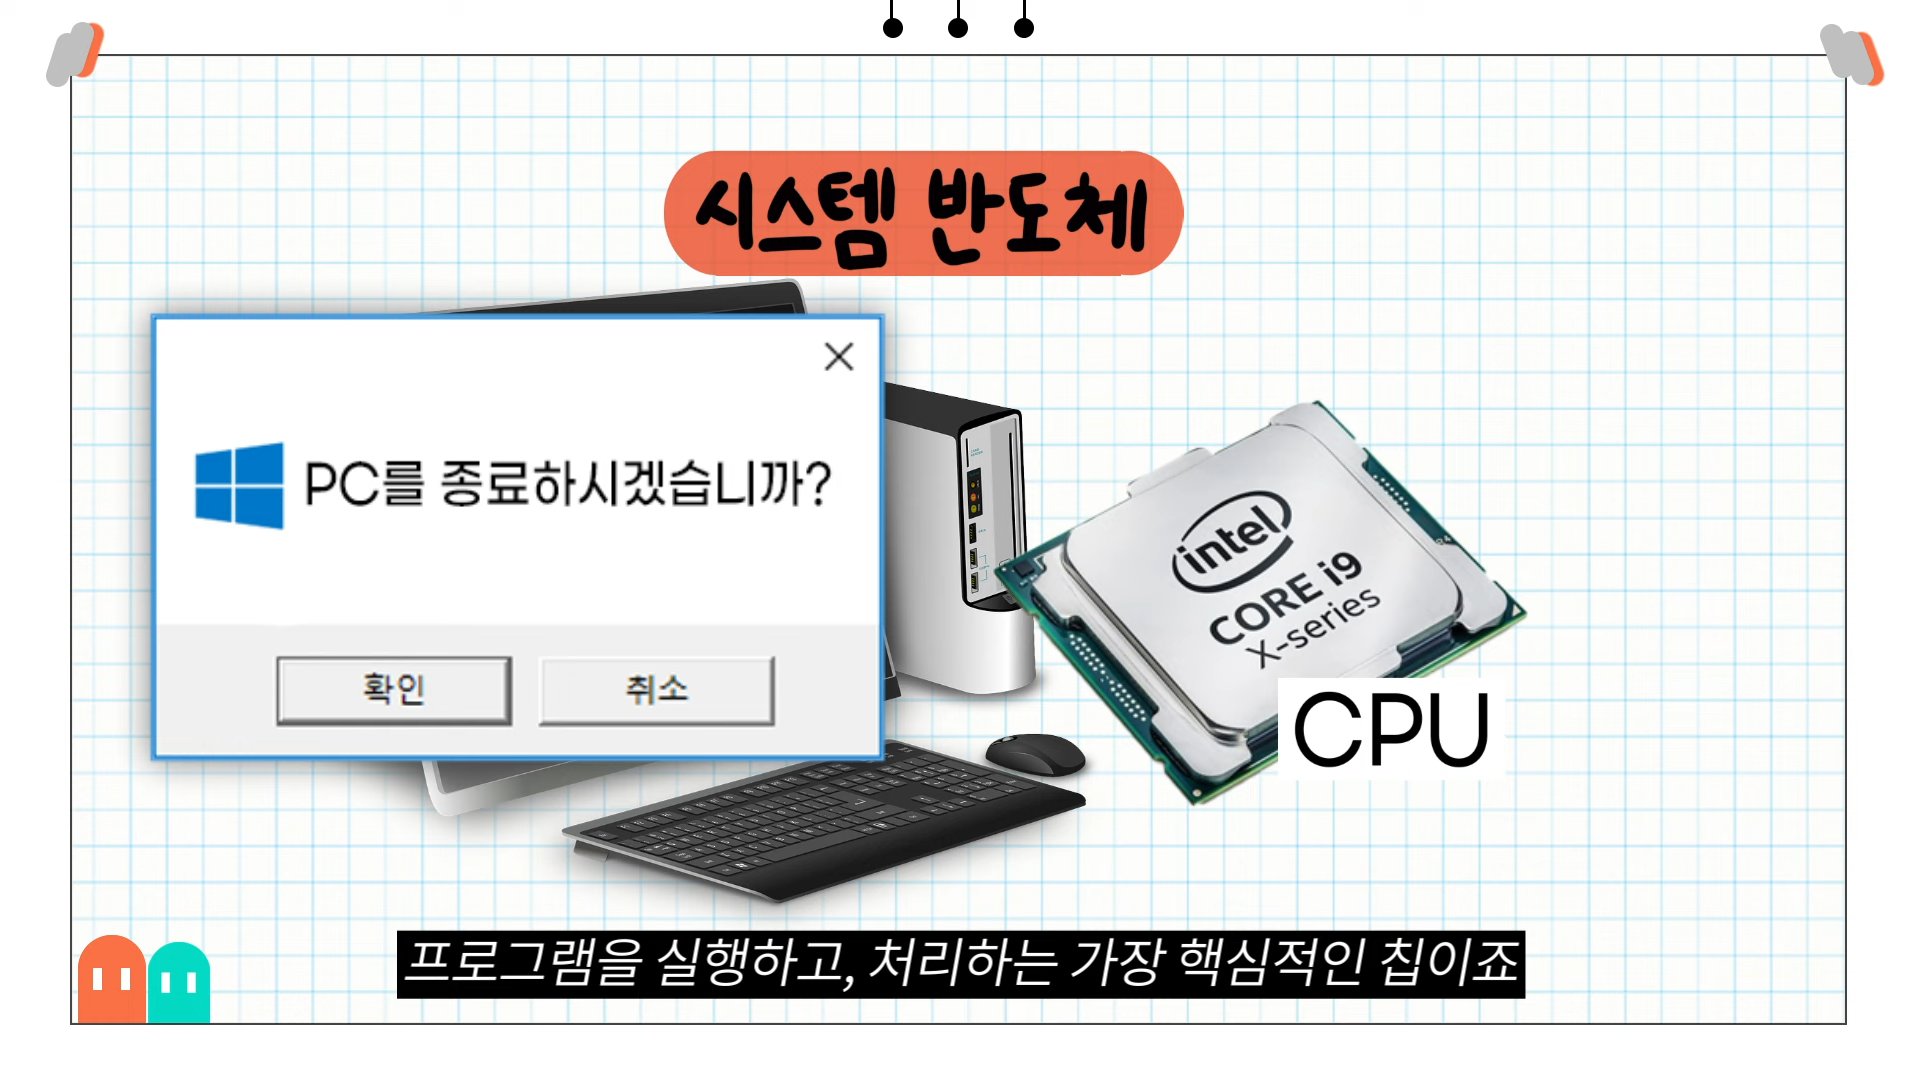 시스템 반도체
PC를 종료하시겠습니까?
확인
취소
intel
CORE i9
X-series
CPU
프로그램을 실행하고, 처리하는 가장 핵심적인 칩이죠